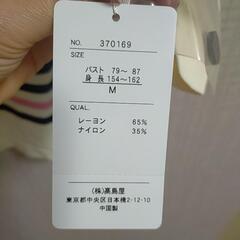 NO. 370169
SIZE
バスト 79〜 87
身 長 154〜162
M
QUAL.
レーヨン 65%
ナイロン 35%
(株)髙島屋
東京都中央区日本橋2-12-10
中国製